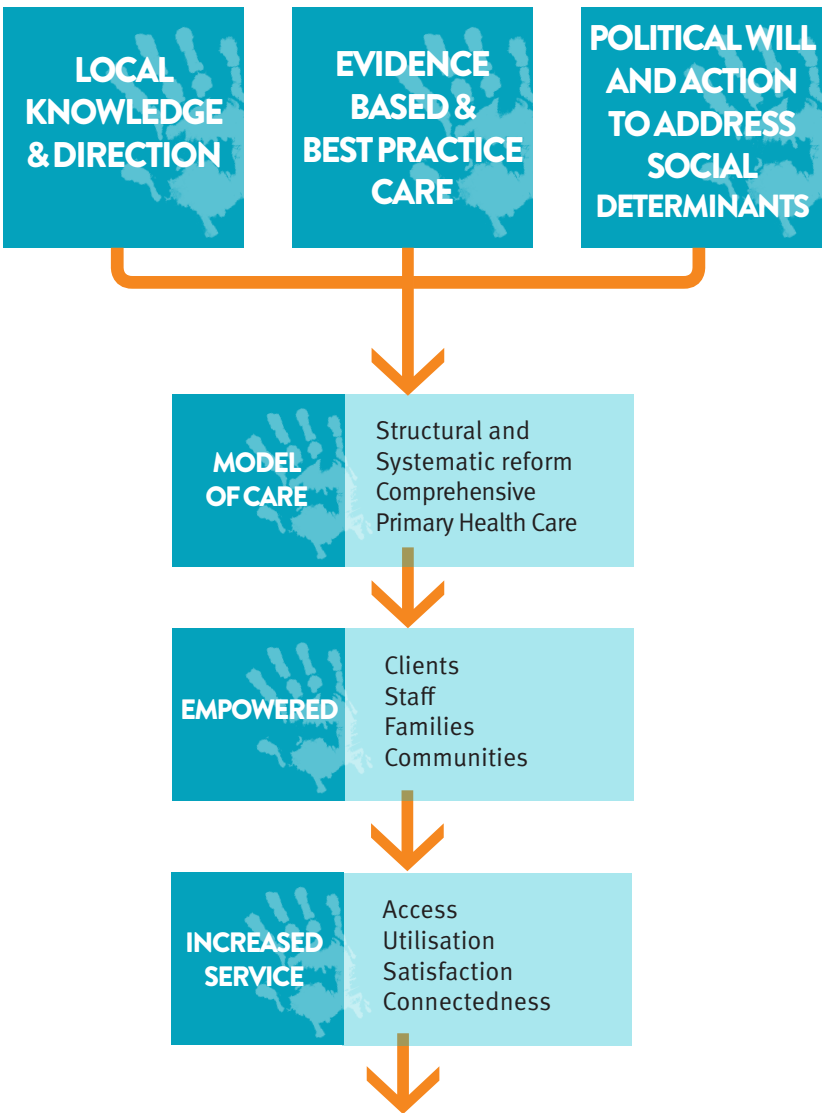 LOCAL
KNOWLEDGE
& DIRECTION
EVIDENCE
BASED &
BEST PRACTICE
CARE
POLITICAL WILL
AND ACTION
TO ADDRESS
SOCIAL
DETERMINANTS
MODEL
OF CARE
Structural and
Systematic reform
Comprehensive
Primary Health Care
EMPOWERED
Clients
Staff
Families
Communities
INCREASED
SERVICE
Access
Utilisation
Satisfaction
Connectedness